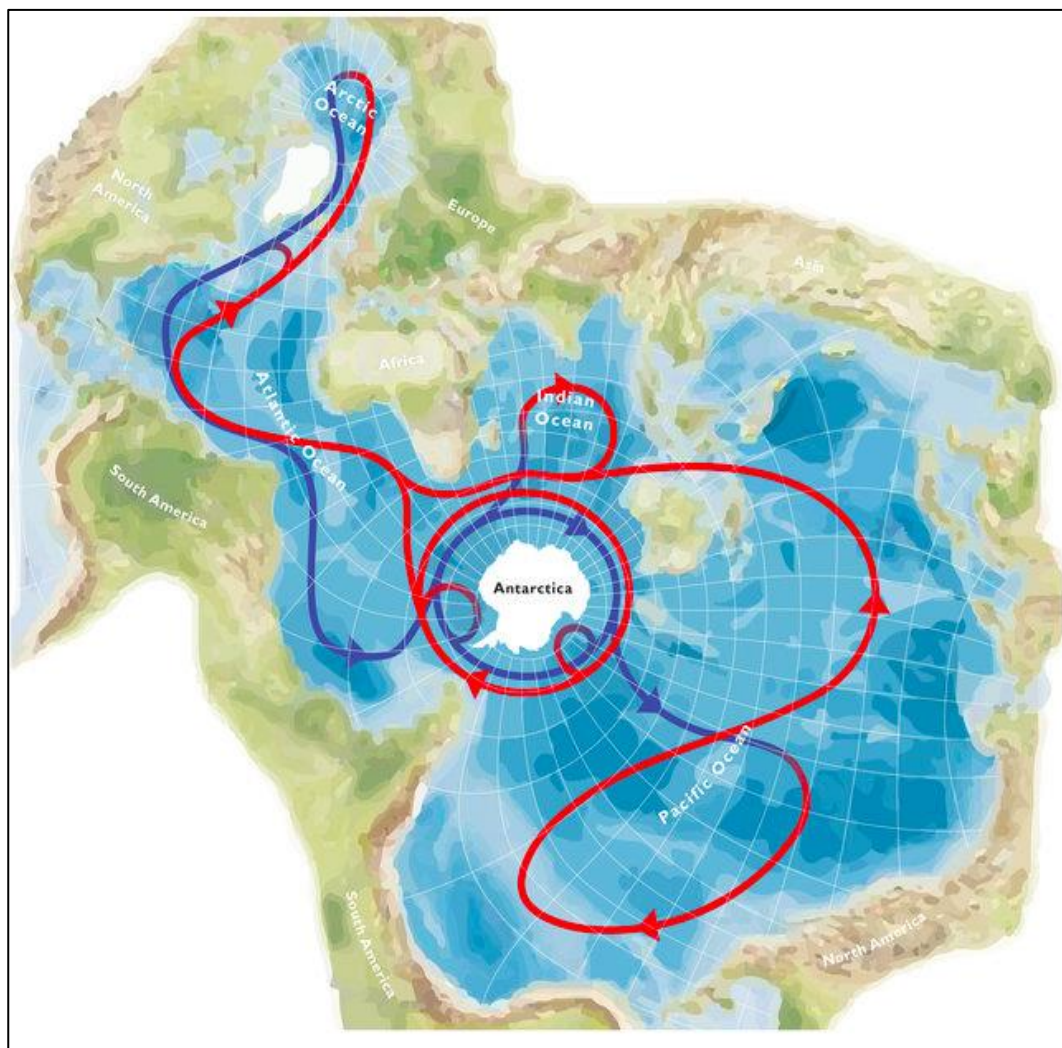 Arctic
Ocean
North
America
Europe
Asia
Africa
Atlantic Ocean
Indian
Ocean
South America
Antarctica
Pacific Ocean
South America
North America